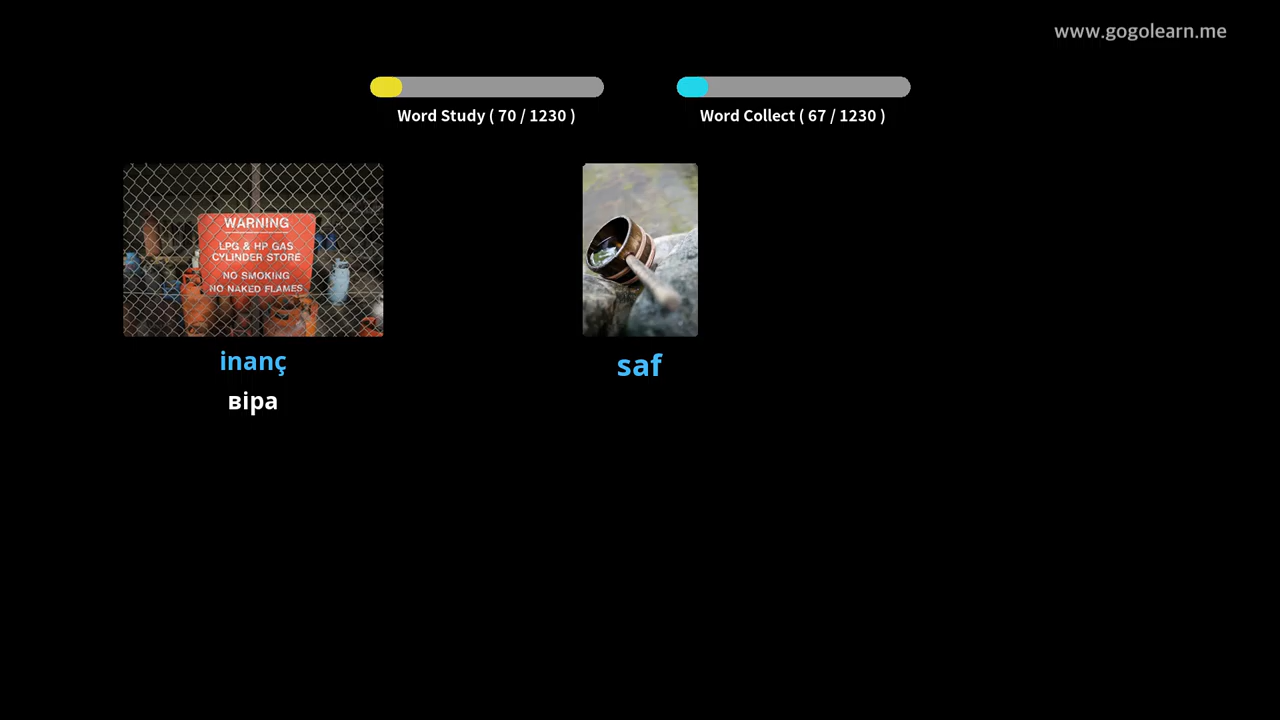 www.gogolearn.me
Word Study ( 70 / 1230 )
Word Collect ( 67 / 1230 )
WARNING
LPG & HP GAS
CYLINDER STORE
NO SMOKING
NO NAKED FLAMES
inanç
віра
saf